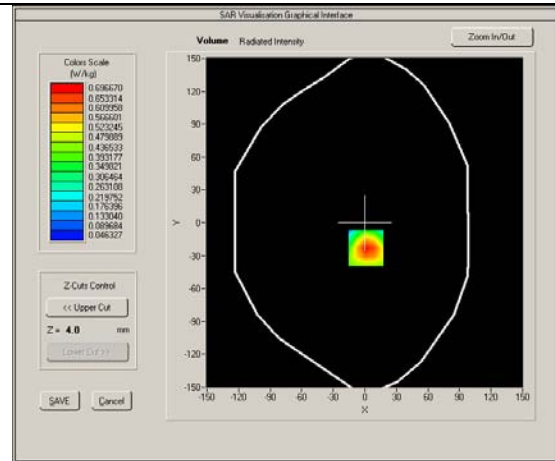 SAR Visualisation Graphical Interface
Volume Radiated Intensity
Zoom In/Out
Colors Scale
(W/kg)
0.696670
0.653314
0.609958
0.566601
0.523245
0.479889
0.436533
0.393177
0.349821
0.306464
0.263108
0.219752
0.176396
0.133040
0.089684
0.046327
Z-Cuts Control
<< Upper Cut
Z = 4.0 mm
Lower Cut >>
SAVE Cancel
150-
120-
90-
60-
30-
0-
-30-
-60-
-90-
-120-
-150-
Y
-150 -120 -90 -60 -30 0 30 60 90 120 150
X